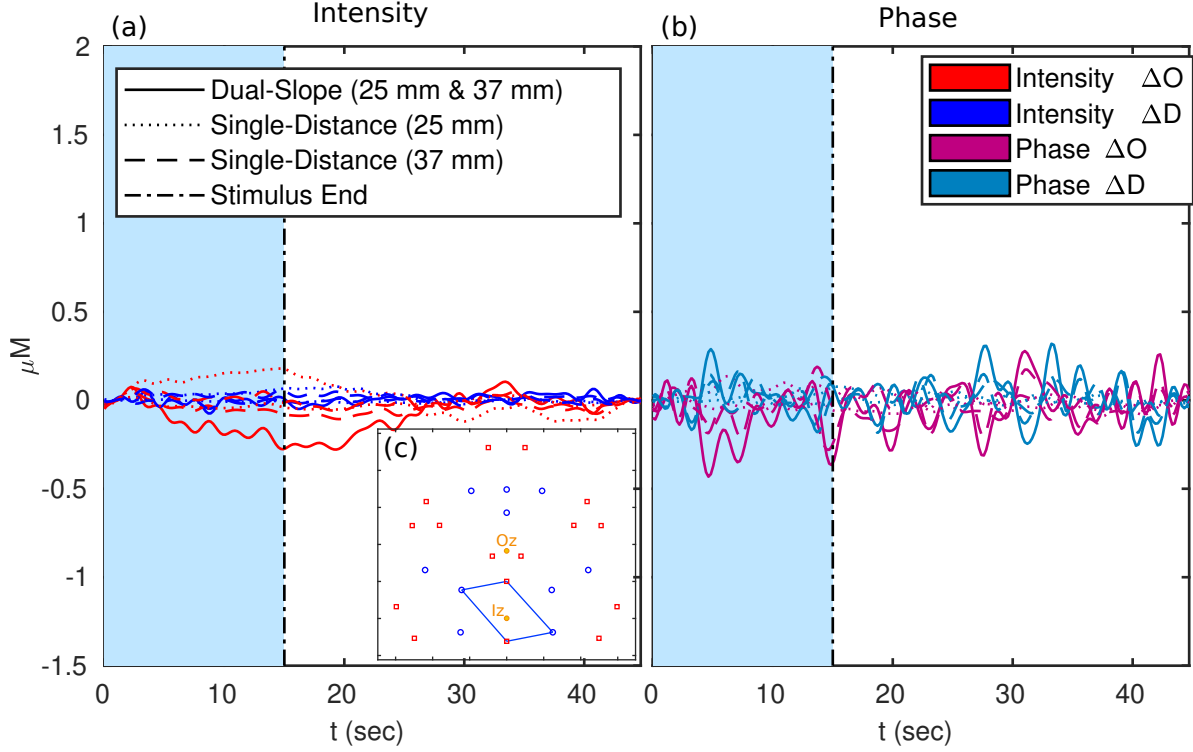 (a)
Intensity
Dual-Slope (25 mm & 37 mm)
Single-Distance (25 mm)
Single-Distance (37 mm)
Stimulus End
μM
2
1.5
1
0.5
0
-0.5
-1
-1.5
0
10
20
30
40
t (sec)
(c)
Oz
Iz
(b)
Phase
Intensity ΔO
Intensity ΔD
Phase ΔO
Phase ΔD
0
10
20
30
40
t (sec)